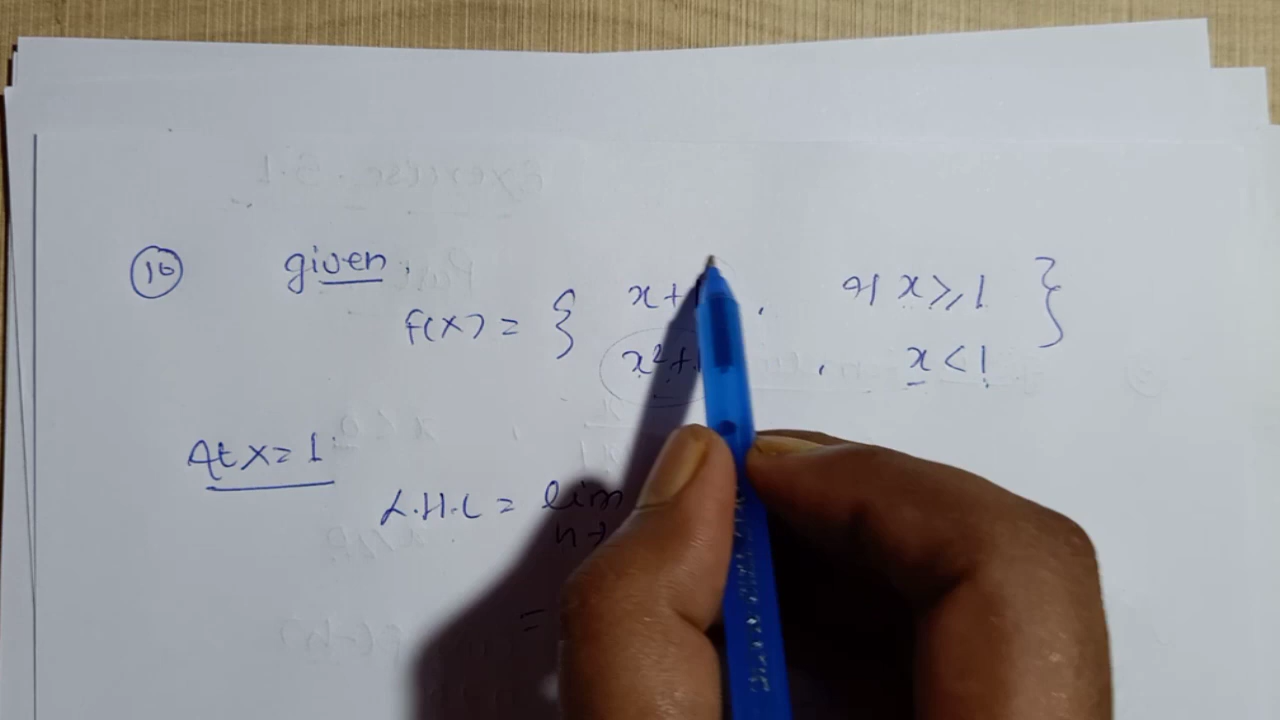 10 given,
f(x) = { x+1 , if x≥1 }
x²+1 , x<1
At x=1
L.H.L = lim
h→
=